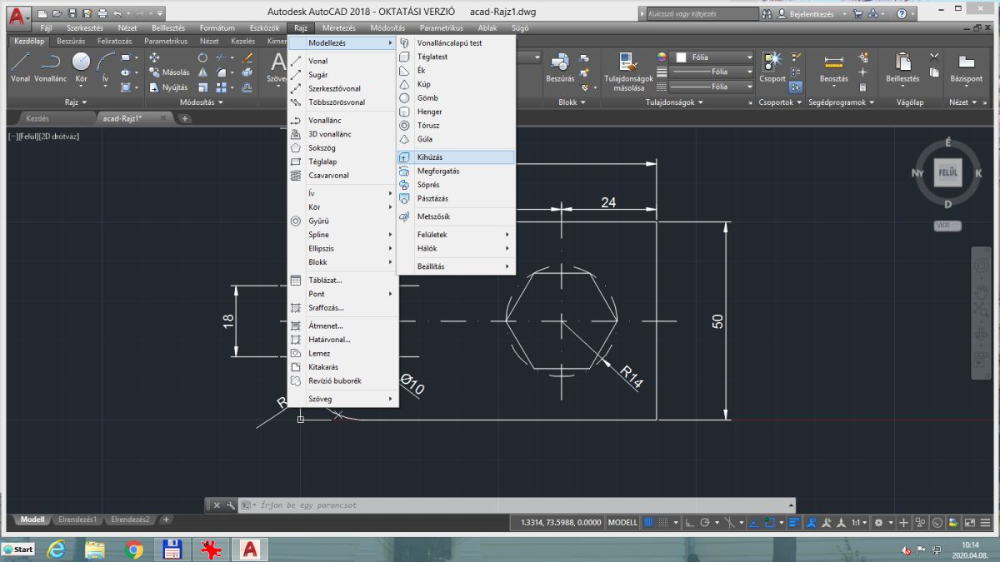 Autodesk AutoCAD 2018 - OKTATÁSI VERZIÓ acad-Rajz1.dwg
Kulcsszó vagy kifejezés
Bejelentkezés
Fájl Szerkesztés Nézet Beillesztés Formátum Eszközök Rajz Méretezés Módosítás Parametrikus Ablak Súgó
Kezdőlap Beszúrás Feliratozás Parametrikus Nézet Kezelés Kimen
Vonal Vonallánc Kör Ív
Másolás
Nyújtás
A
Szöve
Beszúrás
Tulajdonságok
másolása
Fólia
Fólia
Fólia
Csoport
Beosztás
Beillesztés
Bázispont
Rajz Módosítás Blokk Tulajdonságok Csoportok Segédprogramok Vágólap Nézet
Kezdés acad-Rajz1*
[−][Felül][2D drótváz]
Modellezés
Vonal
Sugár
Szerkesztővonal
Többszörösvonal
Vonallánc
3D vonallánc
Sokszög
Téglalap
Csavarvonal
Ív
Kör
Gyűrű
Spline
Ellipszis
Blokk
Táblázat...
Pont
Sraffozás...
Átmenet...
Határvonal...
Lemez
Kitakarás
Revízió buborék
Szöveg
Vonalláncalapú test
Téglatest
Ék
Kúp
Gömb
Henger
Tórusz
Gúla
Kihúzás
Megforgatás
Söprés
Pásztázás
Metszősík
Felületek
Hálók
Beállítás
É
Ny FELÜL K
D
VKR
24
18
50
R14
Ø10
R
Írjon be egy parancsot
Modell Elrendezés1 Elrendezés2 +
1.3314, 73.5988, 0.0000 MODELL
1:1
Start
10:14
2020.04.08.